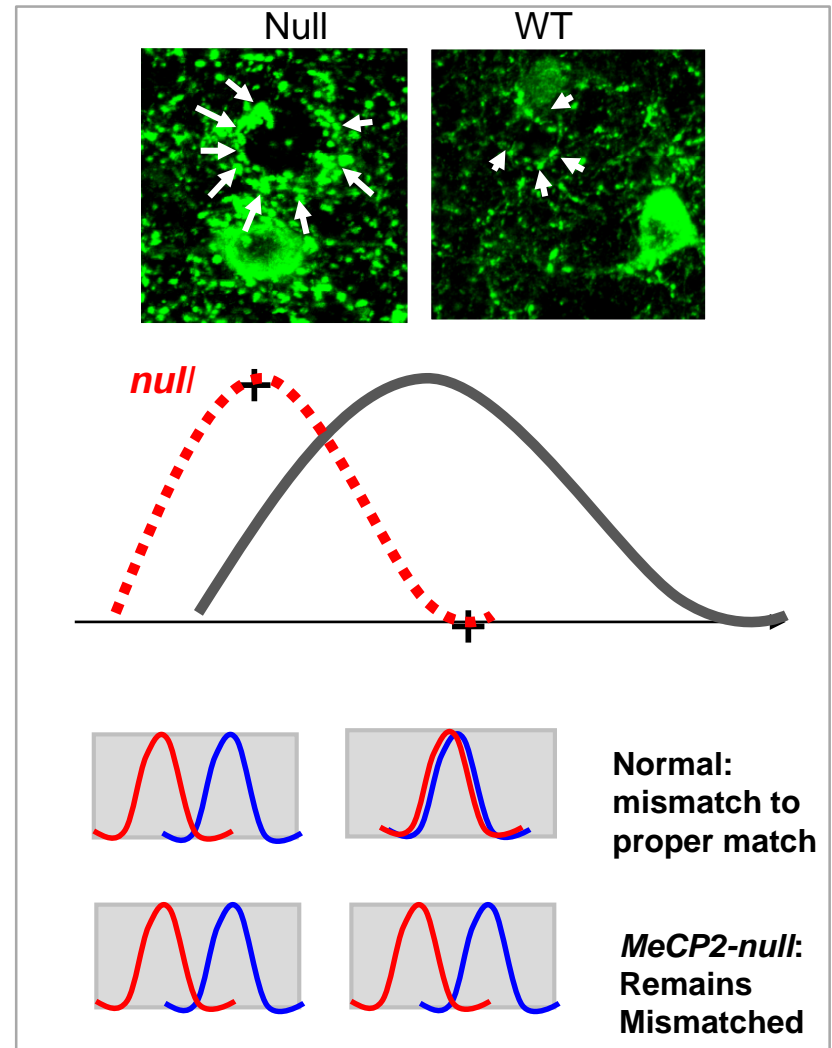 Null WT
null
Normal:
mismatch to
proper match
MeCP2-null:
Remains
Mismatched